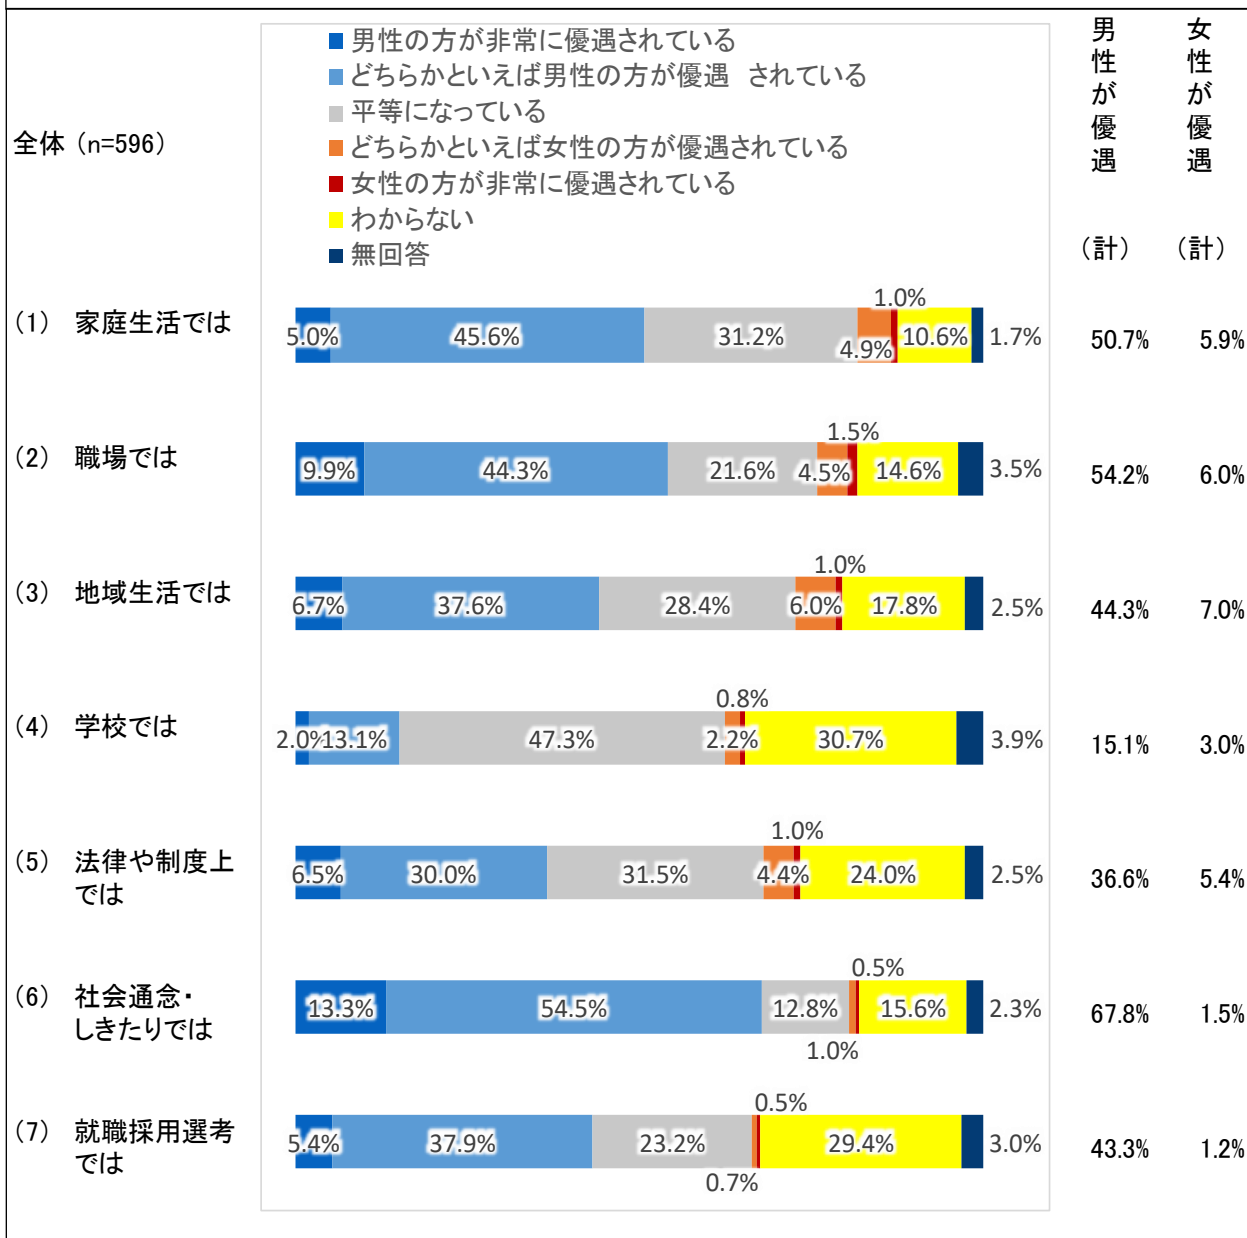 男性の方が非常に優遇されている
どちらかといえば男性の方が優遇 されている
平等になっている
どちらかといえば女性の方が優遇されている
女性の方が非常に優遇されている
わからない
無回答
全体（n=596）
男性が優遇
（計）
女性が優遇
（計）
（1） 家庭生活では
5.0% 45.6% 31.2% 4.9% 1.0% 10.6% 1.7% 50.7% 5.9%
（2） 職場では
9.9% 44.3% 21.6% 4.5% 1.5% 14.6% 3.5% 54.2% 6.0%
（3） 地域生活では
6.7% 37.6% 28.4% 6.0% 1.0% 17.8% 2.5% 44.3% 7.0%
（4） 学校では
2.0% 13.1% 47.3% 2.2% 0.8% 30.7% 3.9% 15.1% 3.0%
（5） 法律や制度上
では
6.5% 30.0% 31.5% 4.4% 1.0% 24.0% 2.5% 36.6% 5.4%
（6） 社会通念・
しきたりでは
13.3% 54.5% 12.8% 1.0% 0.5% 15.6% 2.3% 67.8% 1.5%
（7） 就職採用選考
では
5.4% 37.9% 23.2% 0.7% 0.5% 29.4% 3.0% 43.3% 1.2%